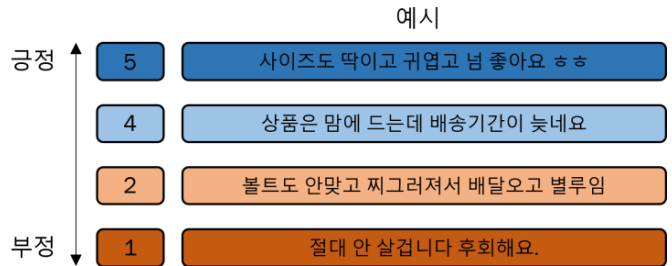 예시
긍정
5 사이즈도 딱이고 귀엽고 넘 좋아요 ㅎㅎ
4 상품은 맘에 드는데 배송기간이 늦네요
2 볼트도 안맞고 찌그러져서 배달오고 별루임
부정
1 절대 안 살겁니다 후회해요.